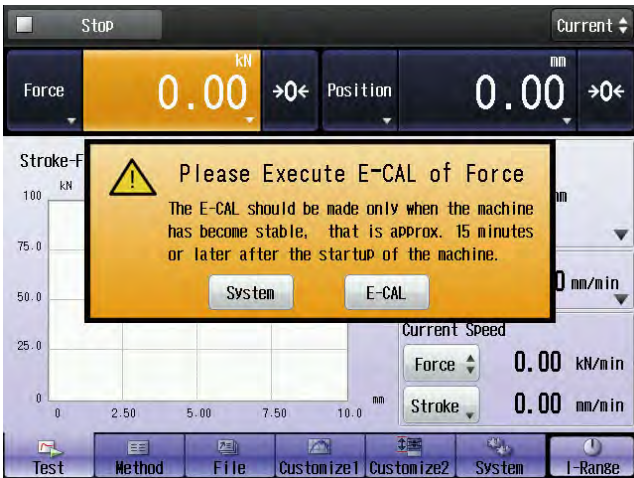 Stop
Current
kN
mm
Force
0.00
→0←
Position
0.00
→0←
Stroke-F
kN
100
75.0
50.0
25.0
0
0
2.50
5.00
7.50
10.0
mm
Please Execute E-CAL of Force
The E-CAL should be made only when the machine
has become stable, that is approx. 15 minutes
or later after the startup of the machine.
System
E-CAL
mm
0 mm/min
Current Speed
Force
0.00 kN/min
Stroke
0.00 mm/min
Test
Method
File
Customize1
Customize2
System
I-Range